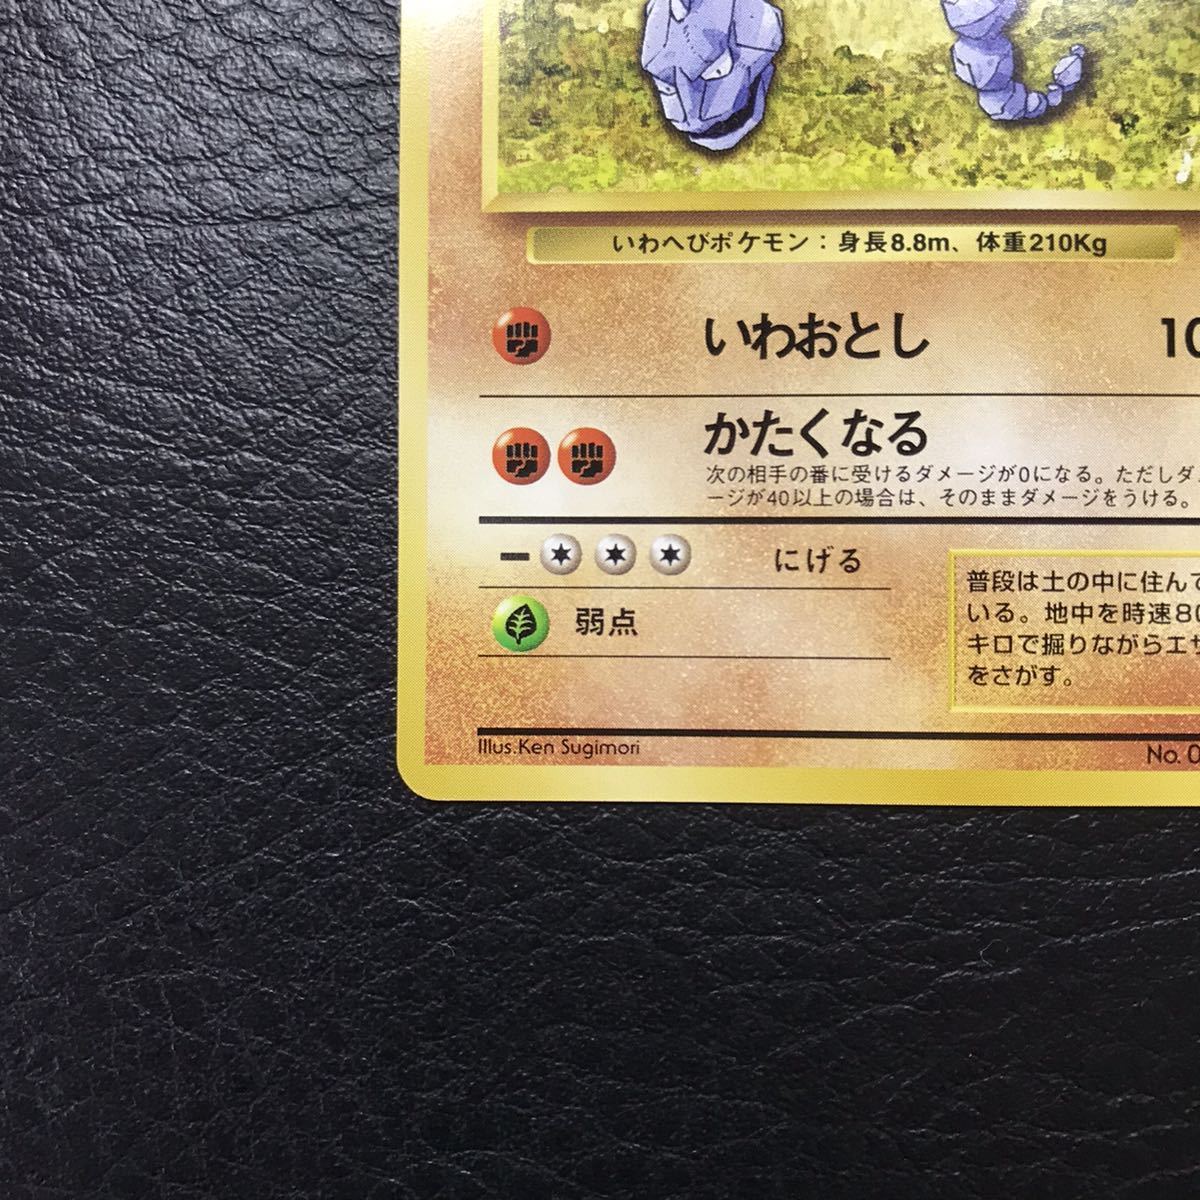 いわへびポケモン：身長8.8m、体重210Kg
いわおとし 10
かたくなる
次の相手の番に受けるダメージが0になる。ただしダメ
ージが40以上の場合は、そのままダメージをうける。
ー にげる
弱点
普段は土の中に住んで
いる。地中を時速80
キロで掘りながらエサ
をさがす。
Illus.Ken Sugimori
No. 0